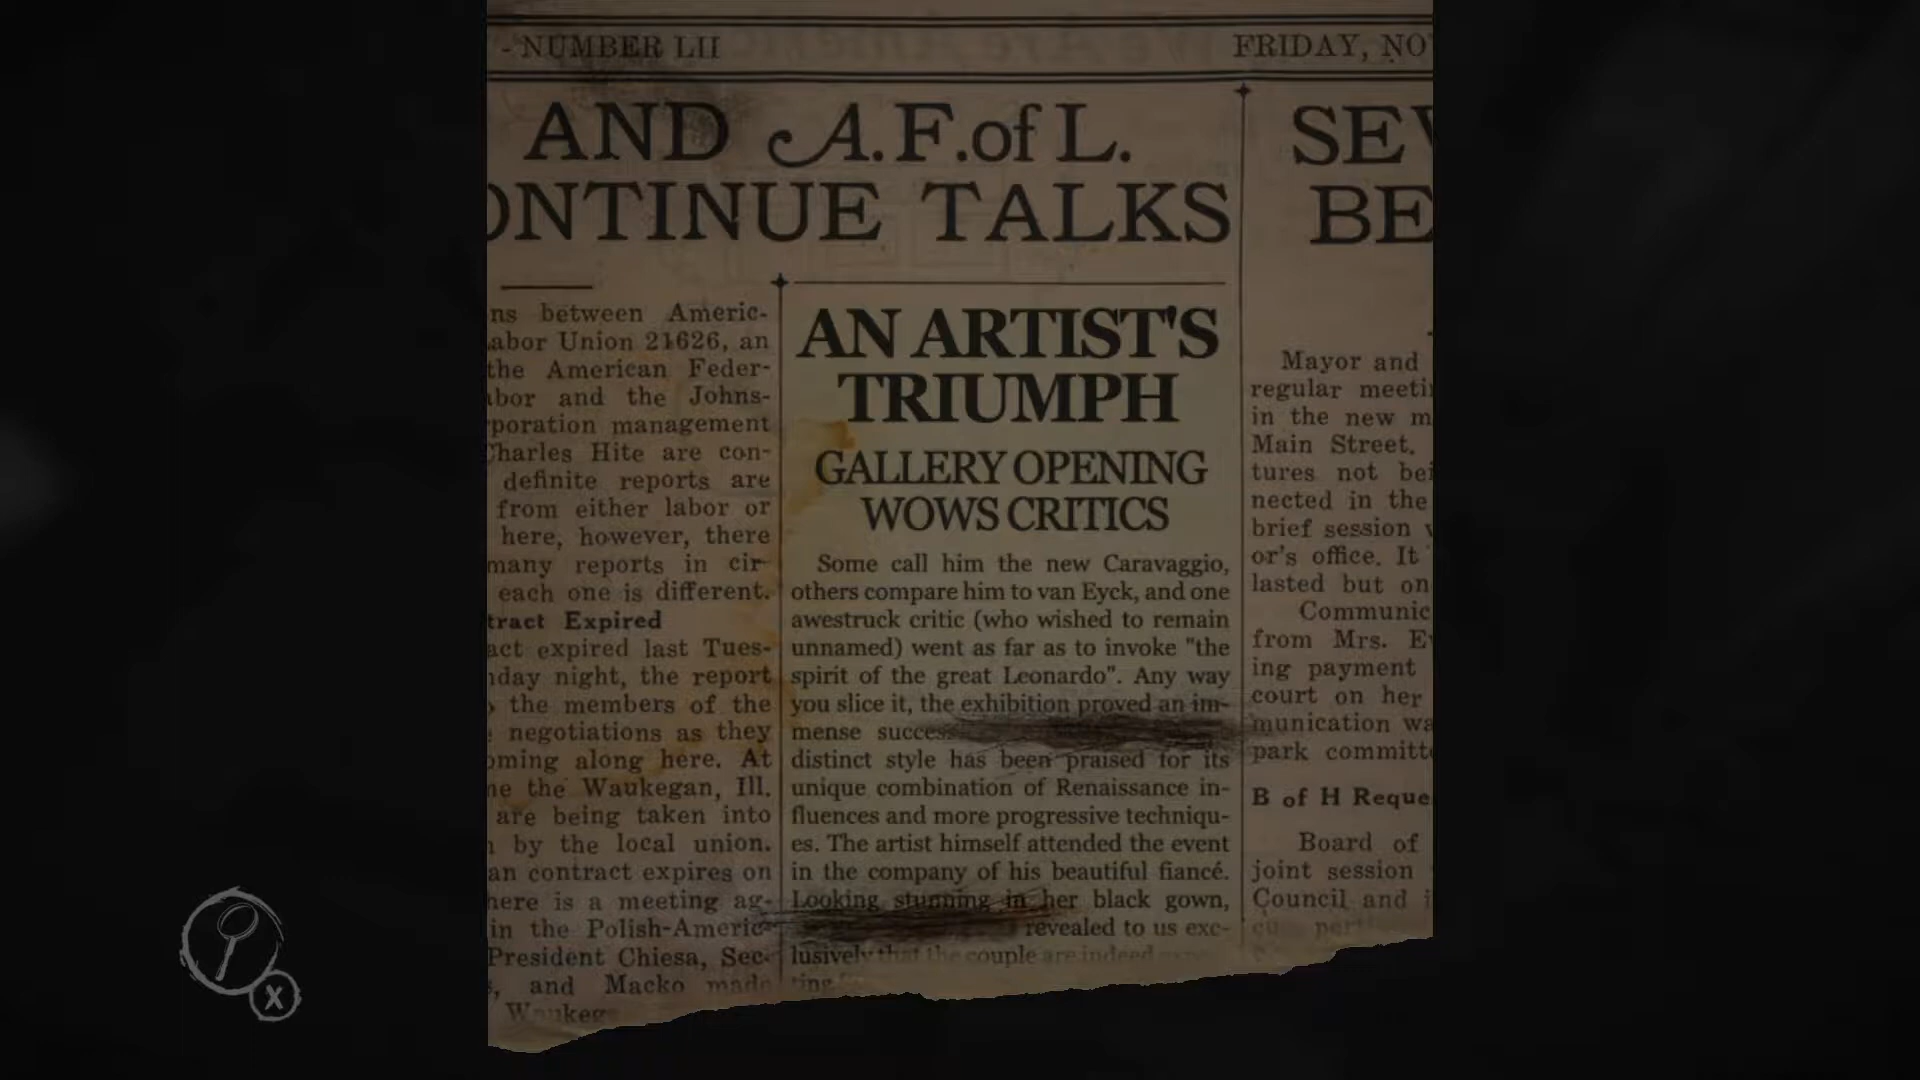 - NUMBER LII
FRIDAY, NO
AND A.F.of L.
ONTINUE TALKS
ns between Americ-
abor Union 21626, an
the American Feder-
abor and the Johns-
poration management
Charles Hite are con-
definite reports are
from either labor or
here, however, there
many reports in cir-
each one is different.
tract Expired
act expired last Tues-
day night, the report
the members of the
negotiations as they
oming along here. At
the Waukegan, Ill.
are being taken into
by the local union.
an contract expires on
here is a meeting ag-
in the Polish-Americ-
President Chiesa, Sec-
, and Macko made
Waukeg
AN ARTIST'S
TRIUMPH
GALLERY OPENING
WOWS CRITICS
Some call him the new Caravaggio,
others compare him to van Eyck, and one
awestruck critic (who wished to remain
unnamed) went as far as to invoke "the
spirit of the great Leonardo". Any way
you slice it, the exhibition proved an im-
mense success
distinct style has been praised for its
unique combination of Renaissance in-
fluences and more progressive techniqu-
es. The artist himself attended the event
in the company of his beautiful fiancé.
Looking stunning in her black gown,
revealed to us exc-
lusively that the couple are indeed
ting
SEV
BE
Mayor and
regular meeti
in the new m
Main Street.
tures not bei
nected in the
brief session
or's office. It
lasted but on
Communic
from Mrs. E
ing payment
court on her
munication wa
park committ
B of H Reque
Board of
joint session
Council and i
X